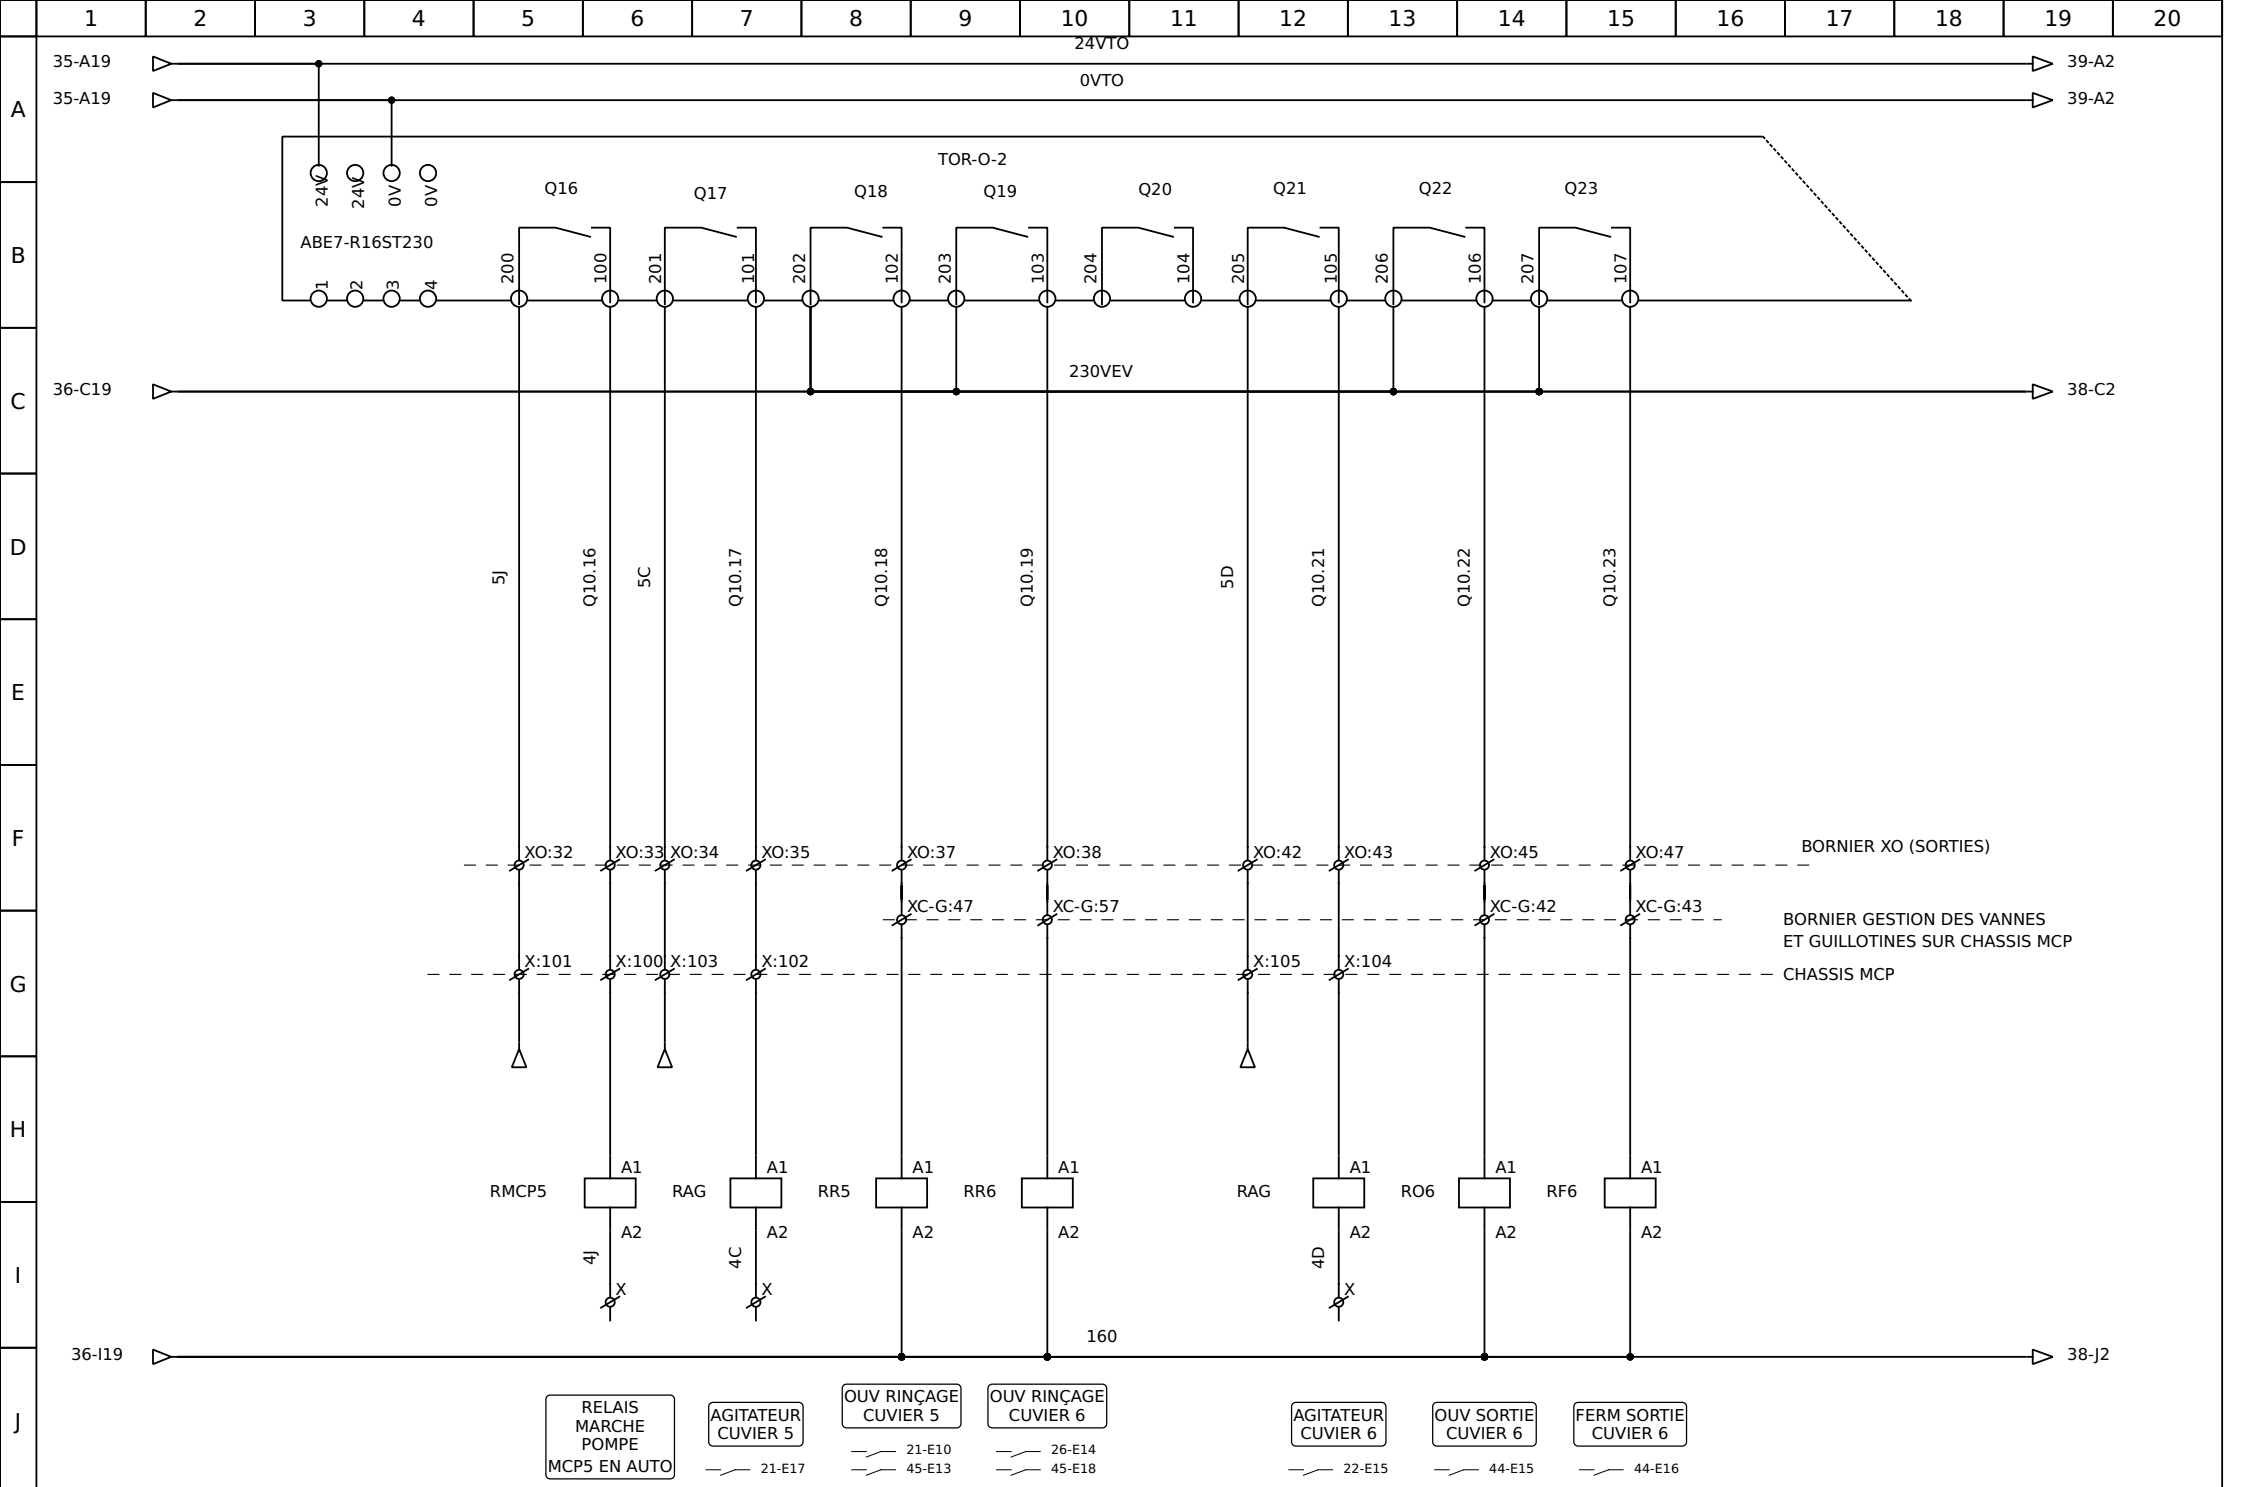 1 2 3 4 5 6 7 8 9 10 11 12 13 14 15 16 17 18 19 20
24VTO
35-A19 39-A2
0VTO
35-A19 39-A2
A
TOR-O-2
24V 24V 0V 0V
Q16 Q17 Q18 Q19 Q20 Q21 Q22 Q23
ABE7-R16ST230
B
200 100 201 101 202 102 203 103 204 104 205 105 206 106 207 107
1 2 3 4
230VEV
36-C19 38-C2
C
D
5J Q10.16 5C Q10.17 Q10.18 Q10.19 5D Q10.21 Q10.22 Q10.23
E
F
XO:32 XO:33 XO:34 XO:35 XO:37 XO:38 XO:42 XO:43 XO:45 XO:47
BORNIER XO (SORTIES)
XC-G:47 XC-G:57 XC-G:42 XC-G:43
BORNIER GESTION DES VANNES
ET GUILLOTINES SUR CHASSIS MCP
X:101 X:100 X:103 X:102 X:105 X:104
CHASSIS MCP
G
H
A1 A1 A1 A1 A1 A1 A1
RMCP5 RAG RR5 RR6 RAG RO6 RF6
A2 A2 A2 A2 A2 A2 A2
4J 4C 4D
I
X X X
160
36-I19 38-J2
J
RELAIS
MARCHE
POMPE
MCP5 EN AUTO
AGITATEUR
CUVIER 5
21-E17
OUV RINÇAGE
CUVIER 5
21-E10
45-E13
OUV RINÇAGE
CUVIER 6
26-E14
45-E18
AGITATEUR
CUVIER 6
22-E15
OUV SORTIE
CUVIER 6
44-E15
FERM SORTIE
CUVIER 6
44-E16